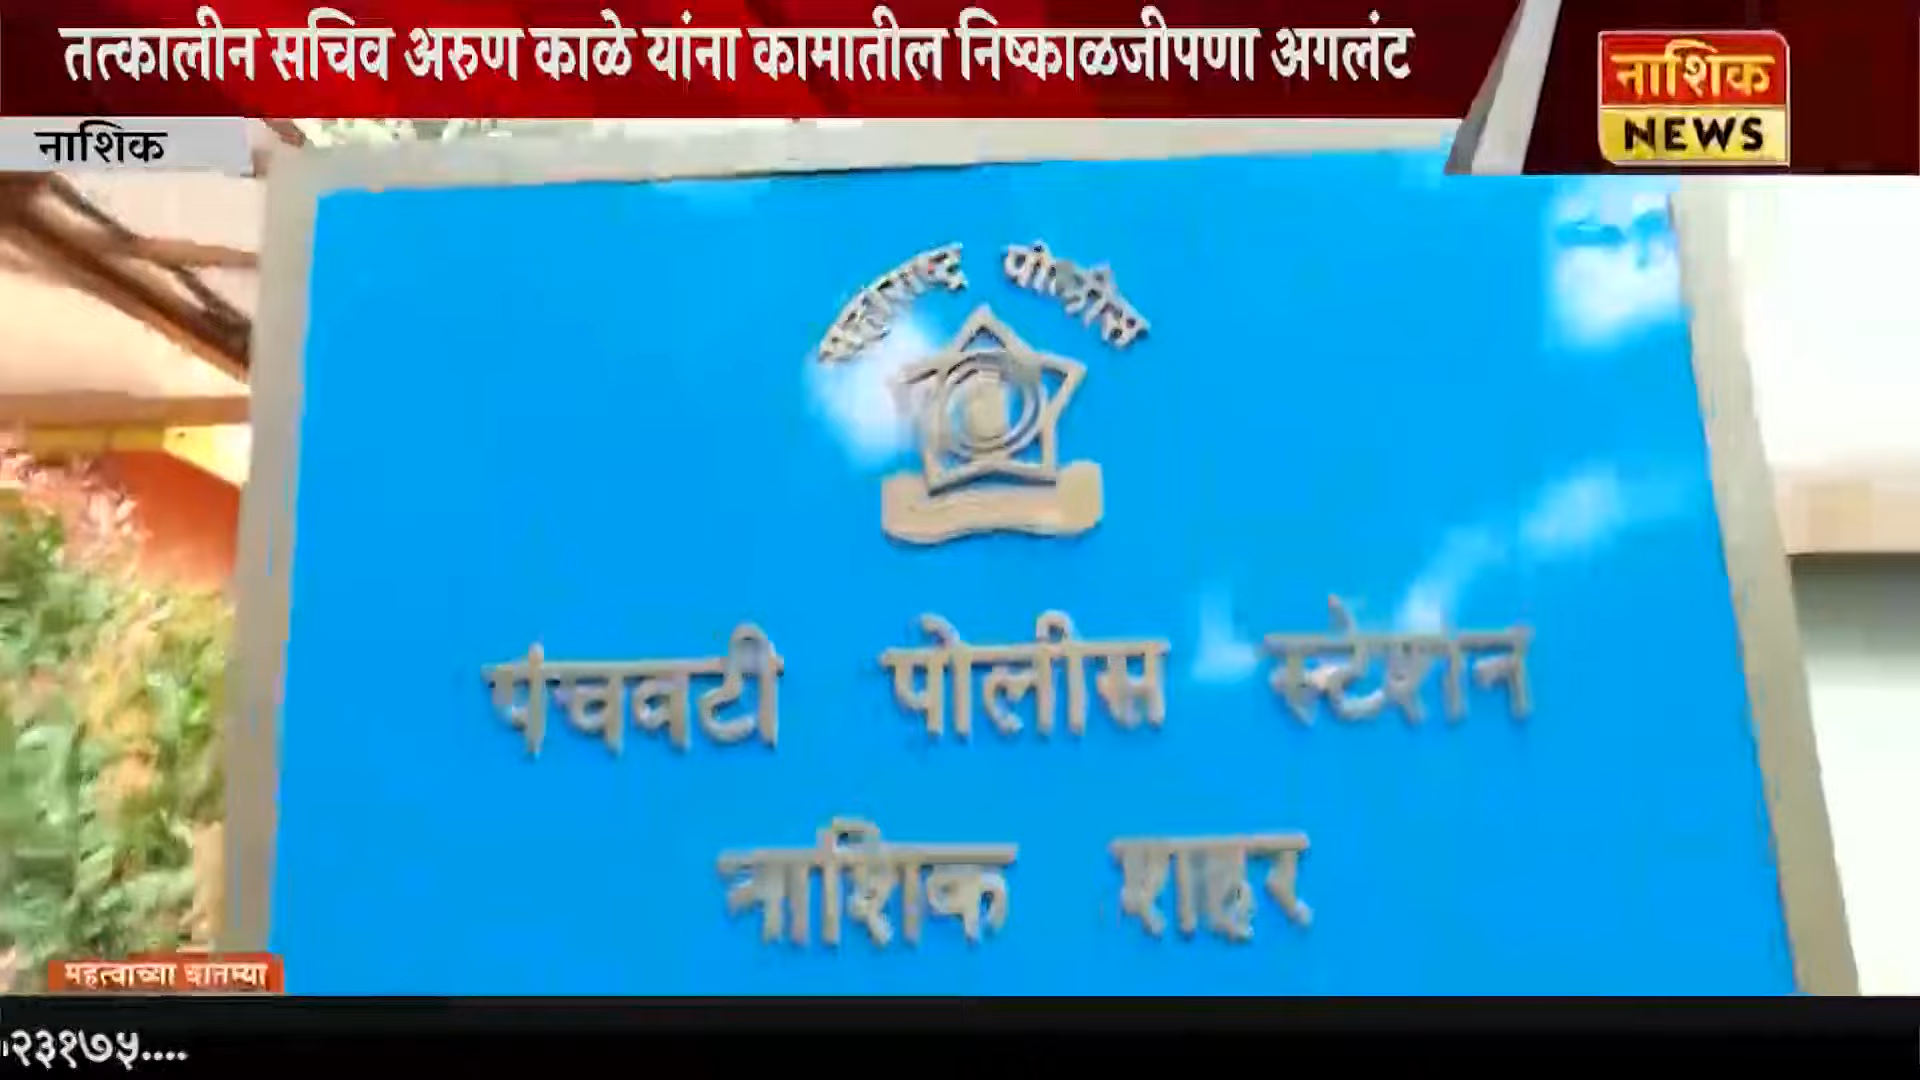 तत्कालीन सचिव अरुण काळे यांना कामातील निष्काळजीपणा अगलंट
नाशिक
NEWS
नाशिक
महाराष्ट्र पोलीस
पंचवटी पोलीस स्टेशन
नाशिक शहर
महत्वाच्या बातम्या
२३१७५....